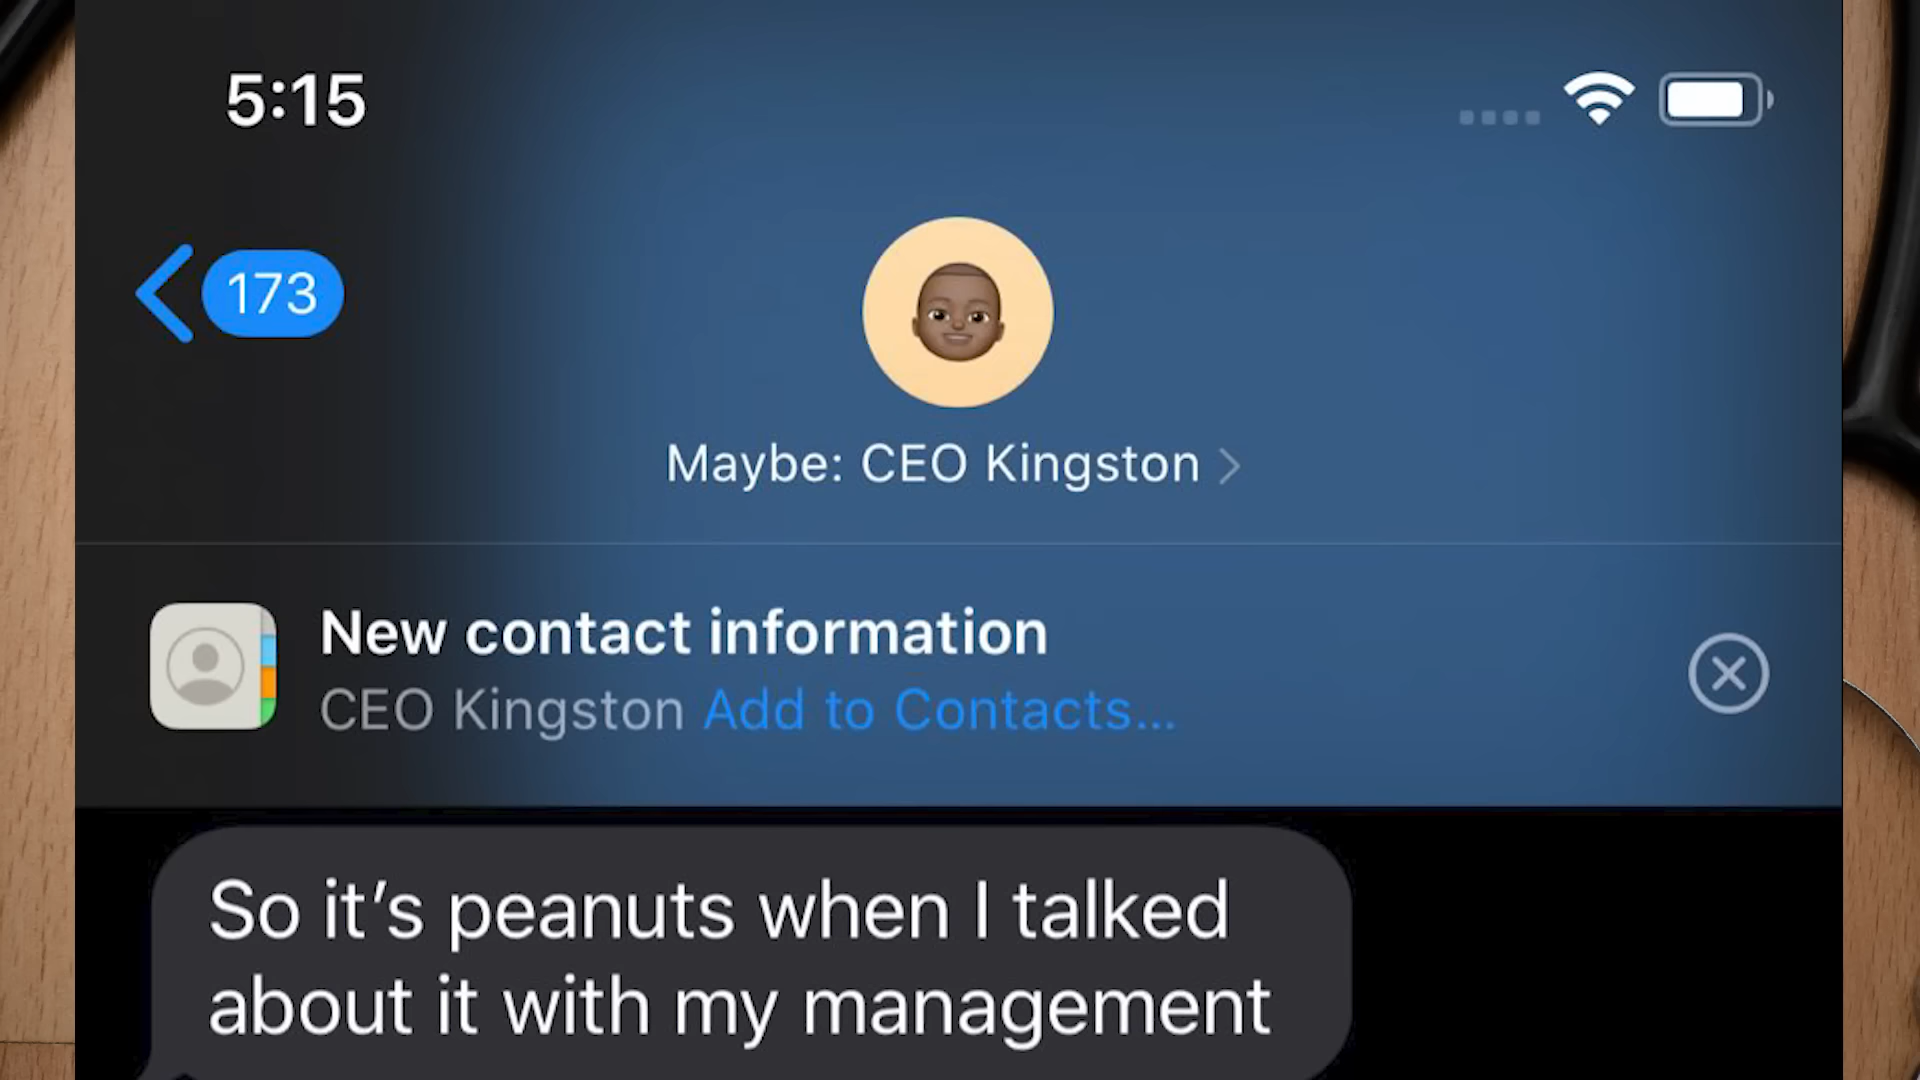 5:15
173
Maybe: CEO Kingston
New contact information
CEO Kingston Add to Contacts...
So it’s peanuts when I talked
about it with my management